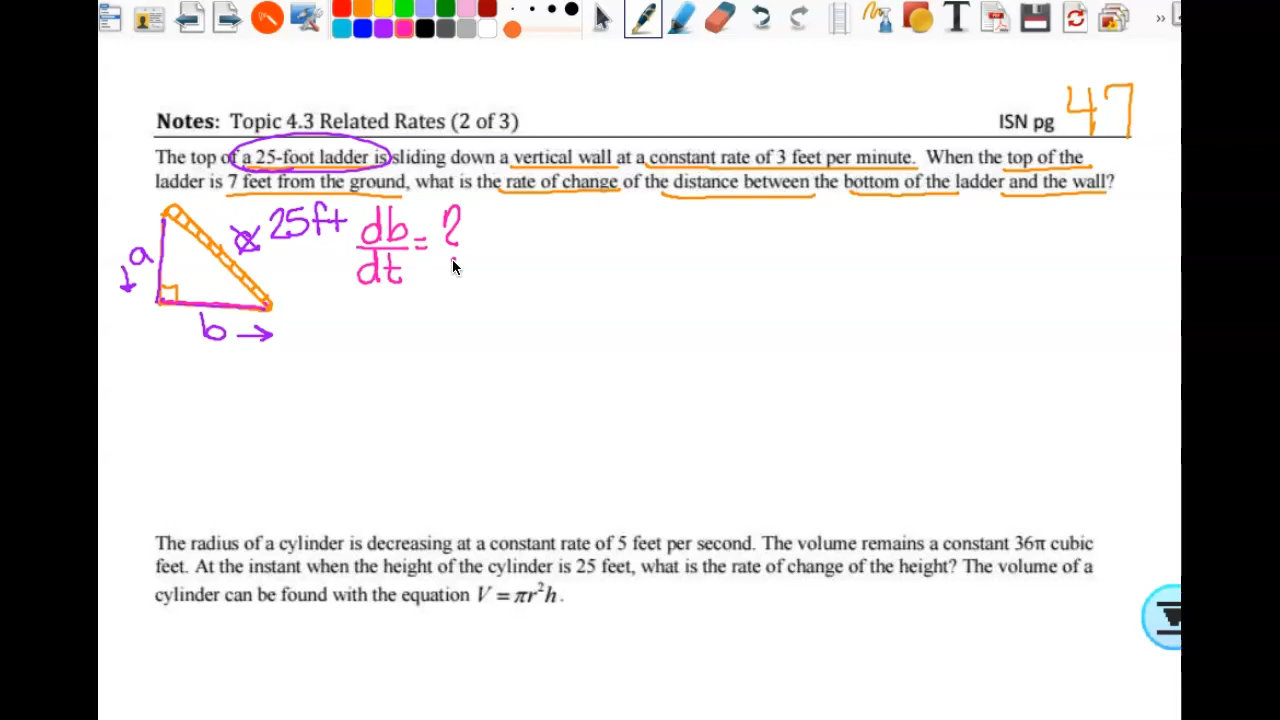 Notes: Topic 4.3 Related Rates (2 of 3) ISN pg 47
The top of a 25-foot ladder is sliding down a vertical wall at a constant rate of 3 feet per minute. When the top of the
ladder is 7 feet from the ground, what is the rate of change of the distance between the bottom of the ladder and the wall?
25ft
db/dt = ?
a
b
The radius of a cylinder is decreasing at a constant rate of 5 feet per second. The volume remains a constant 36π cubic
feet. At the instant when the height of the cylinder is 25 feet, what is the rate of change of the height? The volume of a
cylinder can be found with the equation V = πr²h.